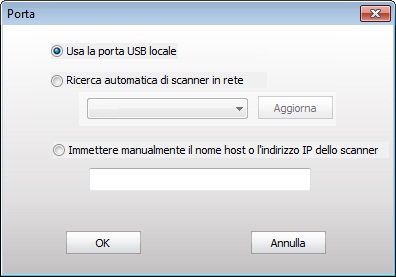 Porta
Usa la porta USB locale
Ricerca automatica di scanner in rete
Aggiorna
Immettere manualmente il nome host o l'indirizzo IP dello scanner
OK
Annulla